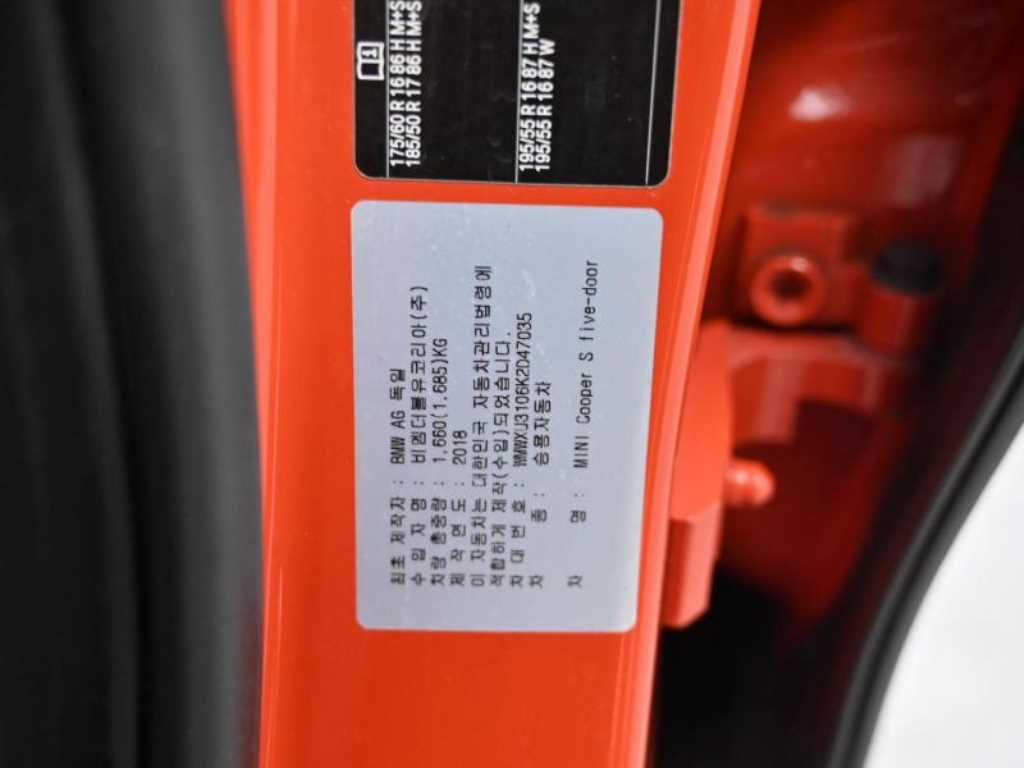 175/60 R 16 86 H M+S
185/50 R 17 86 H M+S
195/55 R 16 87 H M+S
195/55 R 16 87 W
최초 제작자 : BMW AG 독일
수 입 자 명 : 비엠더블유코리아(주)
차량 총중량 : 1,660(1,685)KG
제 작 연 도 : 2018
이 자동차는 대한민국 자동차관리법령에
적합하게 제작(수입)되었습니다.
차 대 번 호 : WMWXU3106K2D47035
차 종 : 승용자동차
차 명 : MINI Cooper S five-door